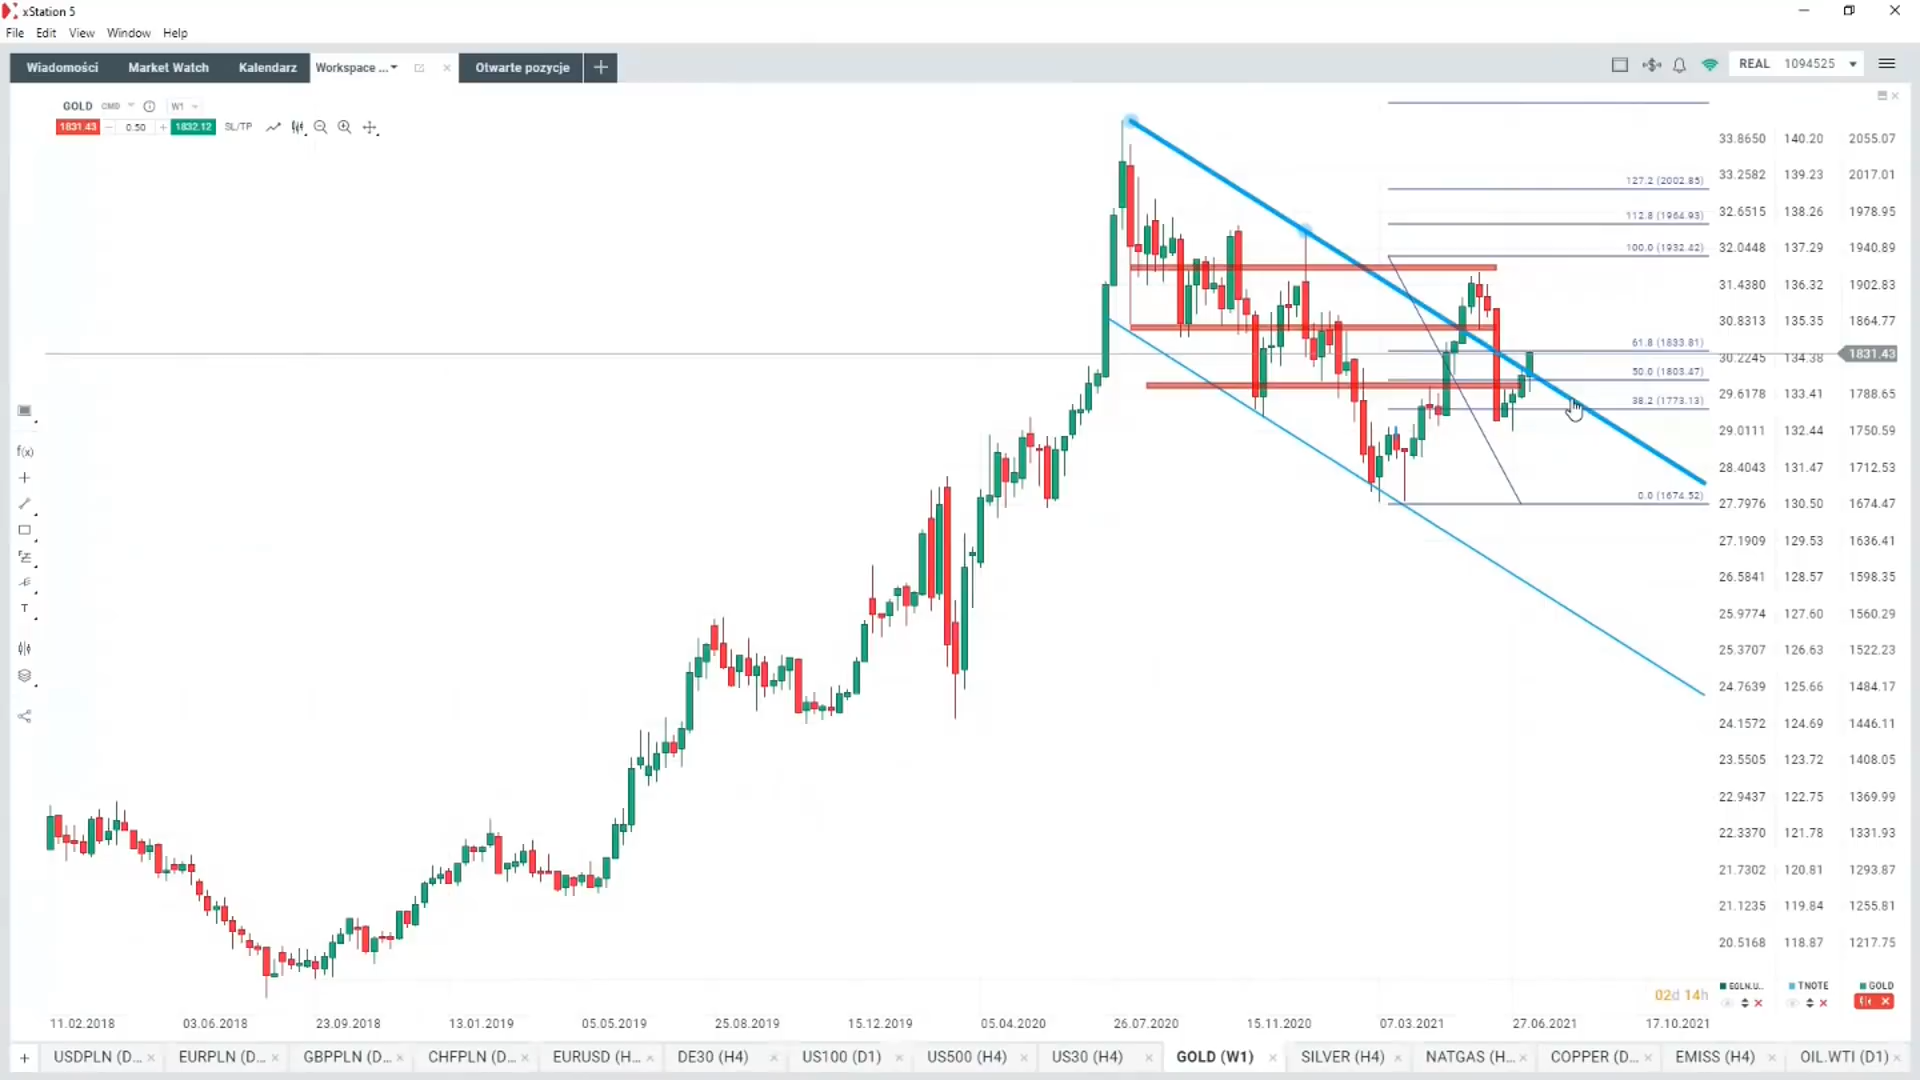 xStation 5
File Edit View Window Help
Wiadomości Market Watch Kalendarz Workspace ... Otwarte pozycje +
REAL 1094525
GOLD CMD W1
1831.43 − 0.50 + 1832.12 SL/TP
33.8650 140.20 2055.07
127.2 (2002.85)
33.2582 139.23 2017.01
112.8 (1964.93)
32.6515 138.26 1978.95
100.0 (1932.42)
32.0448 137.29 1940.89
31.4380 136.32 1902.83
30.8313 135.35 1864.77
61.8 (1833.81)
30.2245 134.38 1831.43
50.0 (1803.47)
29.6178 133.41 1788.65
38.2 (1773.13)
29.0111 132.44 1750.59
28.4043 131.47 1712.53
0.0 (1674.52)
27.7976 130.50 1674.47
27.1909 129.53 1636.41
26.5841 128.57 1598.35
25.9774 127.60 1560.29
25.3707 126.63 1522.23
24.7639 125.66 1484.17
24.1572 124.69 1446.11
23.5505 123.72 1408.05
22.9437 122.75 1369.99
22.3370 121.78 1331.93
21.7302 120.81 1293.87
21.1235 119.84 1255.81
20.5168 118.87 1217.75
f(x)
T
02d 14h
EGLN.U... TNOTE GOLD
11.02.2018 03.06.2018 23.09.2018 13.01.2019 05.05.2019 25.08.2019 15.12.2019 05.04.2020 26.07.2020 15.11.2020 07.03.2021 27.06.2021 17.10.2021
+ USDPLN (D... EURPLN (D... GBPPLN (D... CHFPLN (D... EURUSD (H... DE30 (H4) US100 (D1) US500 (H4) US30 (H4) GOLD (W1) SILVER (H4) NATGAS (H... COPPER (D... EMISS (H4) OIL.WTI (D1)